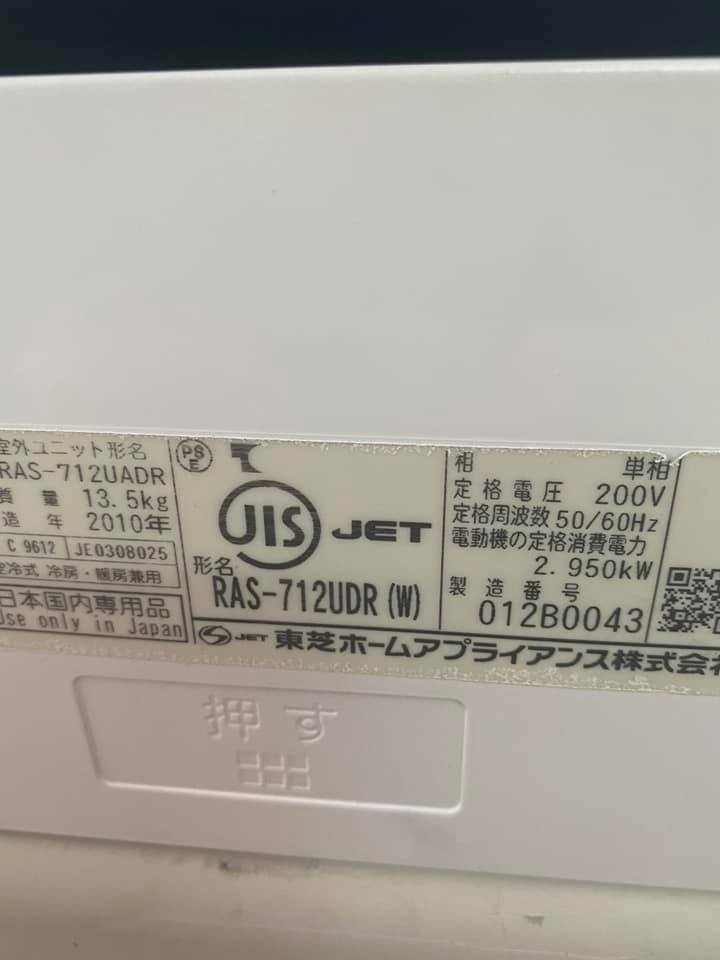 室外ユニット形名
RAS-712UADR
質量 13.5kg
造年 2010年
C 9612 JE0308025
空冷式 冷房・暖房兼用
日本国内専用品
Use only in Japan
PS
E
JIS JET
形名
RAS-712UDR(W)
JET 東芝ホームアプライアンス株式会社
相 単相
定格電圧 200V
定格周波数 50/60Hz
電動機の定格消費電力
2.950kW
製造番号
012B0043
押す